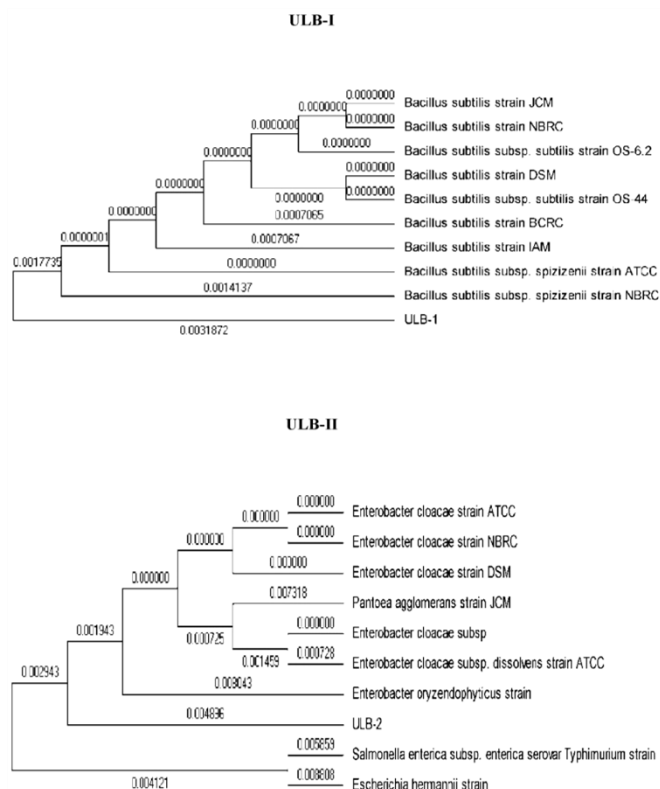 ULB-I
0.0000000
0.0000000
Bacillus subtilis strain JCM
0.0000000
0.0000000
Bacillus subtilis strain NBRC
0.0000000
0.0000000
Bacillus subtilis subsp. subtilis strain OS-6.2
0.0000000
Bacillus subtilis strain DSM
0.0000000
0.0000000
0.0000000
Bacillus subtilis subsp. subtilis strain OS-44
0.0000000
0.0007065
Bacillus subtilis strain BCRC
0.0000001
0.0007067
Bacillus subtilis strain IAM
0.0017735
0.0000000
Bacillus subtilis subsp. spizizenii strain ATCC
0.0014137
Bacillus subtilis subsp. spizizenii strain NBRC
ULB-1
0.0031872
ULB-II
0.000000
0.000000
Enterobacter cloacae strain ATCC
0.000000
0.000000
Enterobacter cloacae strain NBRC
0.000000
0.000000
Enterobacter cloacae strain DSM
0.007318
Pantoea agglomerans strain JCM
0.001943
0.000725
0.000000
Enterobacter cloacae subsp
0.002943
0.001459
0.000728
Enterobacter cloacae subsp. dissolvens strain ATCC
Enterobacter oryzendophyticus strain
0.004896
ULB-2
0.005859
Salmonella enterica subsp. enterica serovar Typhimurium strain
0.004121
0.008808
Escherichia hermannii strain